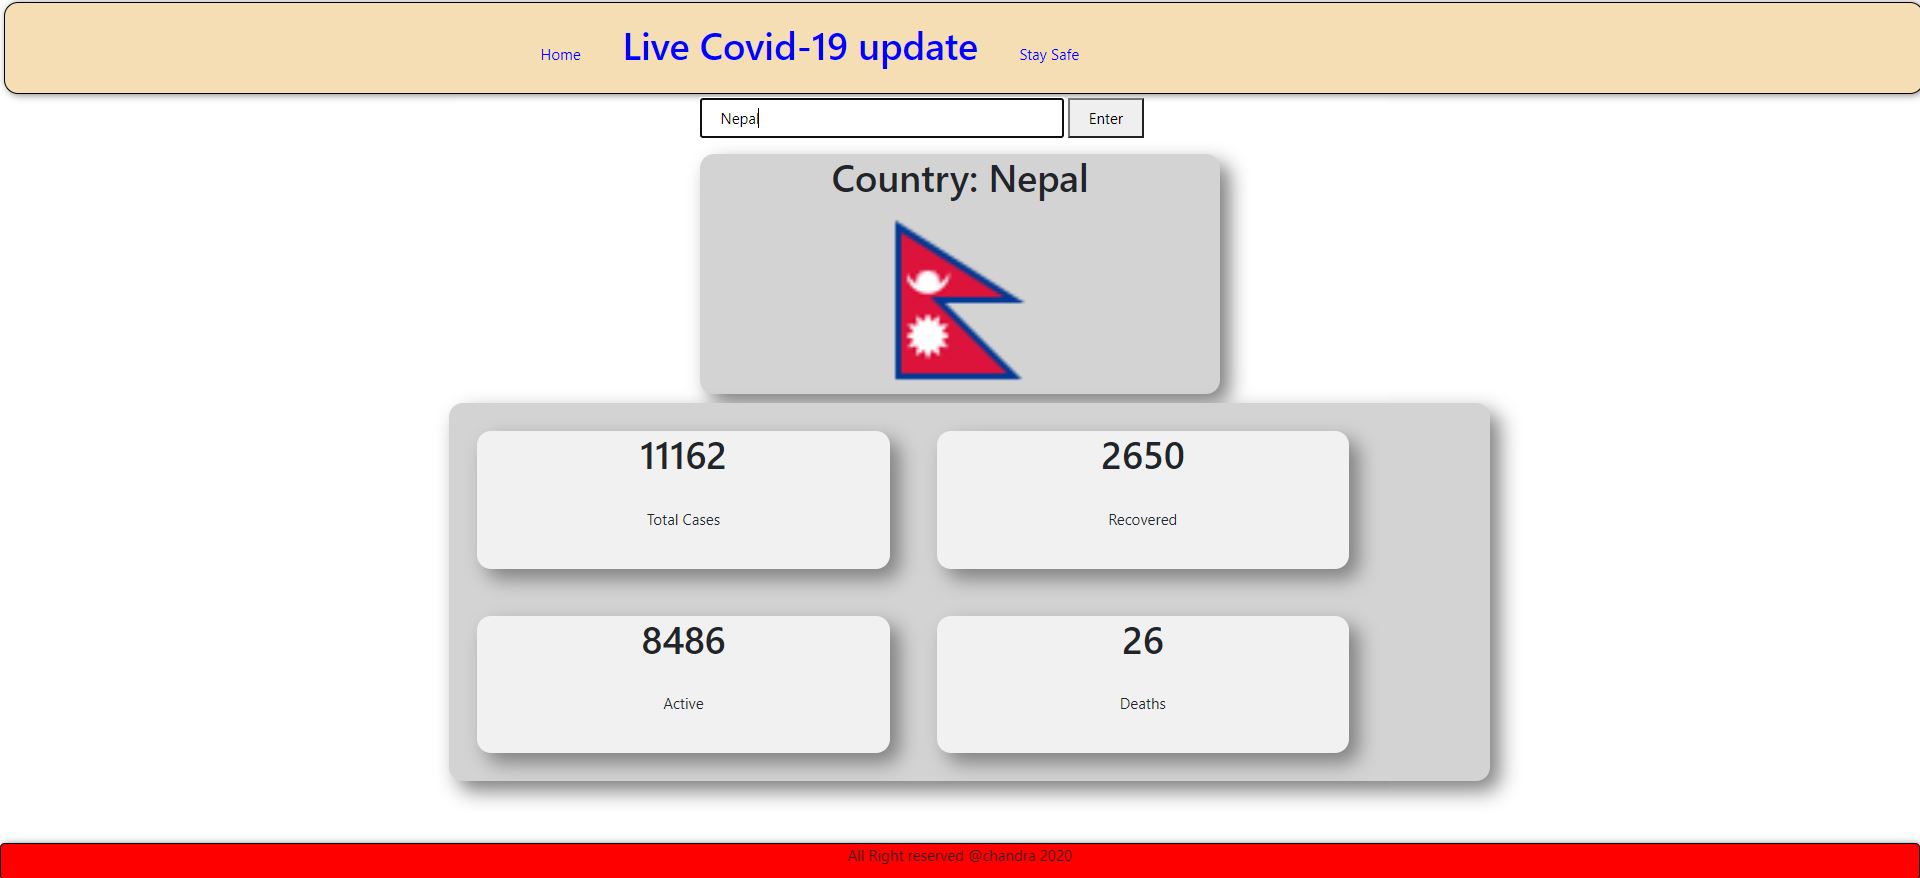 Home Live Covid-19 update Stay Safe
Nepal Enter
Country: Nepal
11162 2650
Total Cases Recovered
8486 26
Active Deaths
All Right reserved @chandra 2020